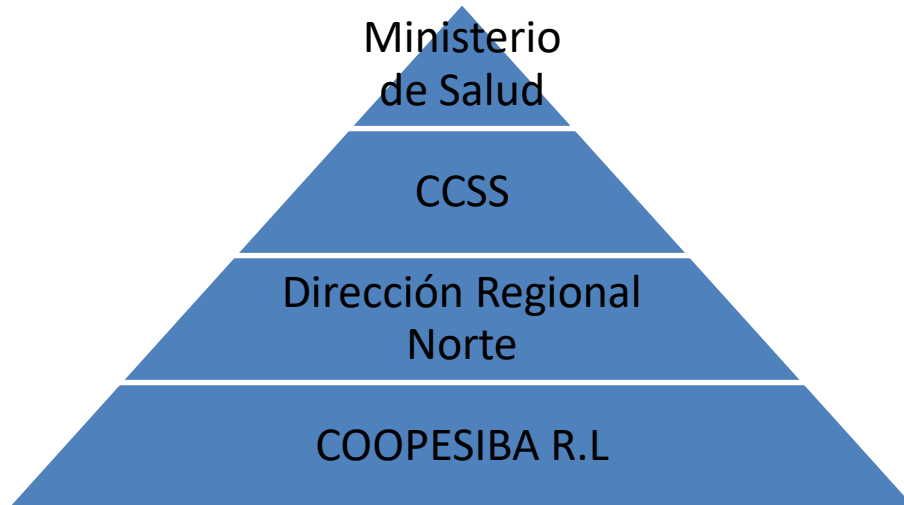 Ministerio
de Salud
CCSS
Dirección Regional
Norte
COOPESIBA R.L